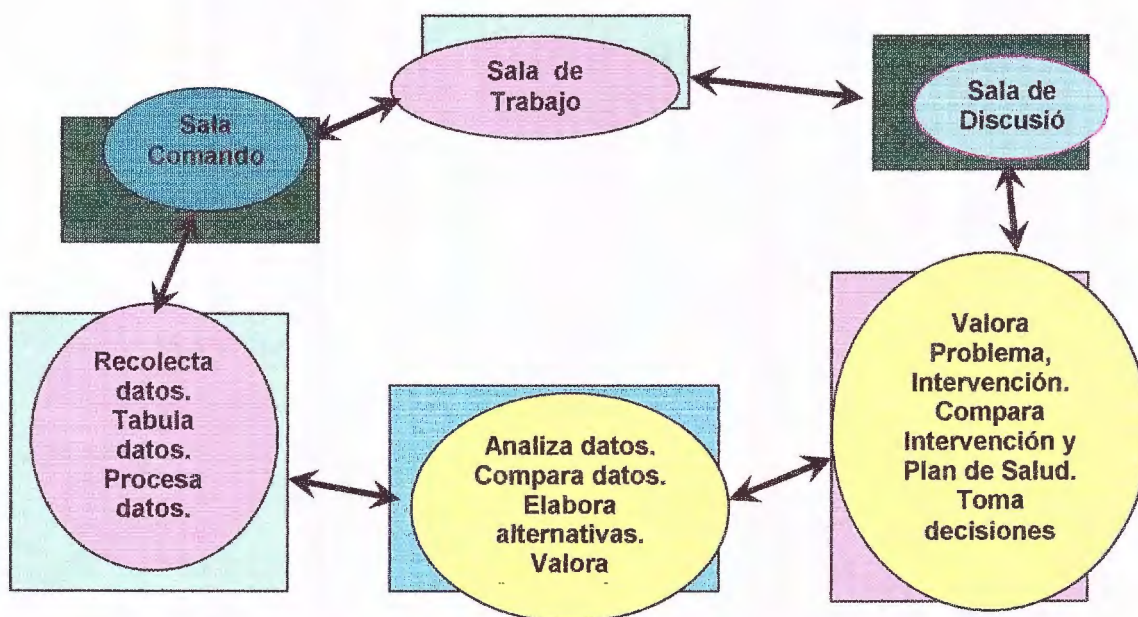 Sala de
Trabajo
Sala de
Discusió
Sala
Comando
Recolecta
datos.
Tabula
datos.
Procesa
datos.
Analiza datos.
Compara datos.
Elabora
alternativas.
Valora
Valora
Problema,
Intervención.
Compara
Intervención y
Plan de Salud.
Toma
decisiones